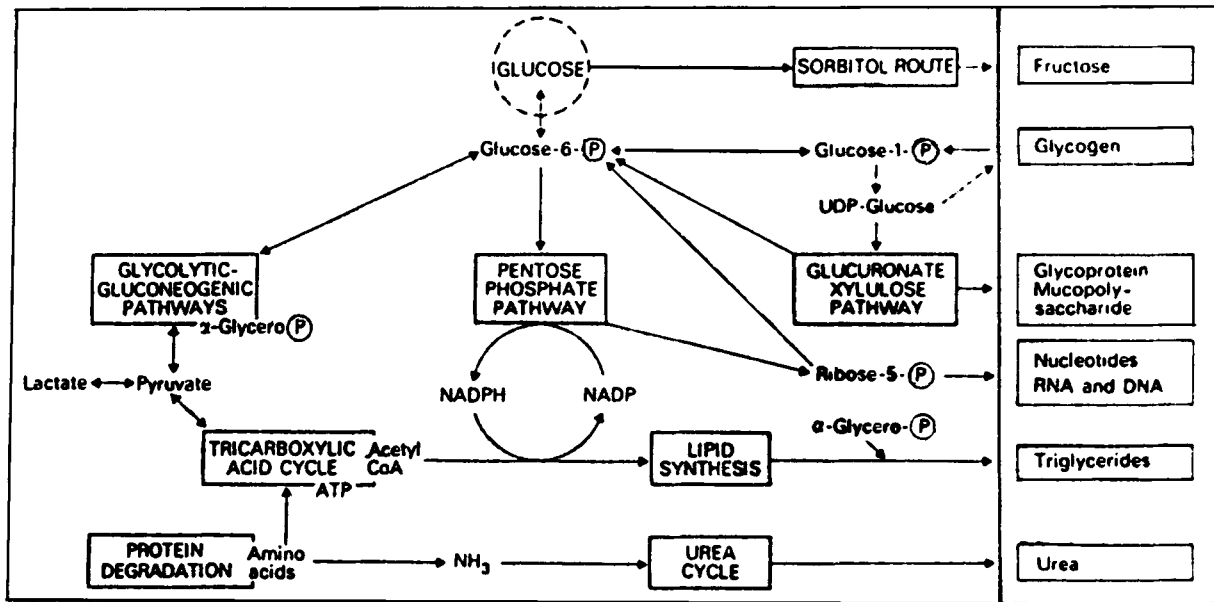 GLUCOSE
SORBITOL ROUTE
Fructose
Glucose-6-P
Glucose-1-P
Glycogen
UDP-Glucose
GLYCOLYTIC-
GLUCONEOGENIC
PATHWAYS
α-Glycero P
PENTOSE
PHOSPHATE
PATHWAY
GLUCURONATE
XYLULOSE
PATHWAY
Glycoprotein
Mucopoly-
saccharide
Lactate
Pyruvate
NADPH
NADP
Ribose-5-P
Nucleotides
RNA and DNA
α-Glycero-P
TRICARBOXYLIC
ACID CYCLE
Acetyl
CoA
ATP
LIPID
SYNTHESIS
Triglycerides
PROTEIN
DEGRADATION
Amino
acids
NH₃
UREA
CYCLE
Urea